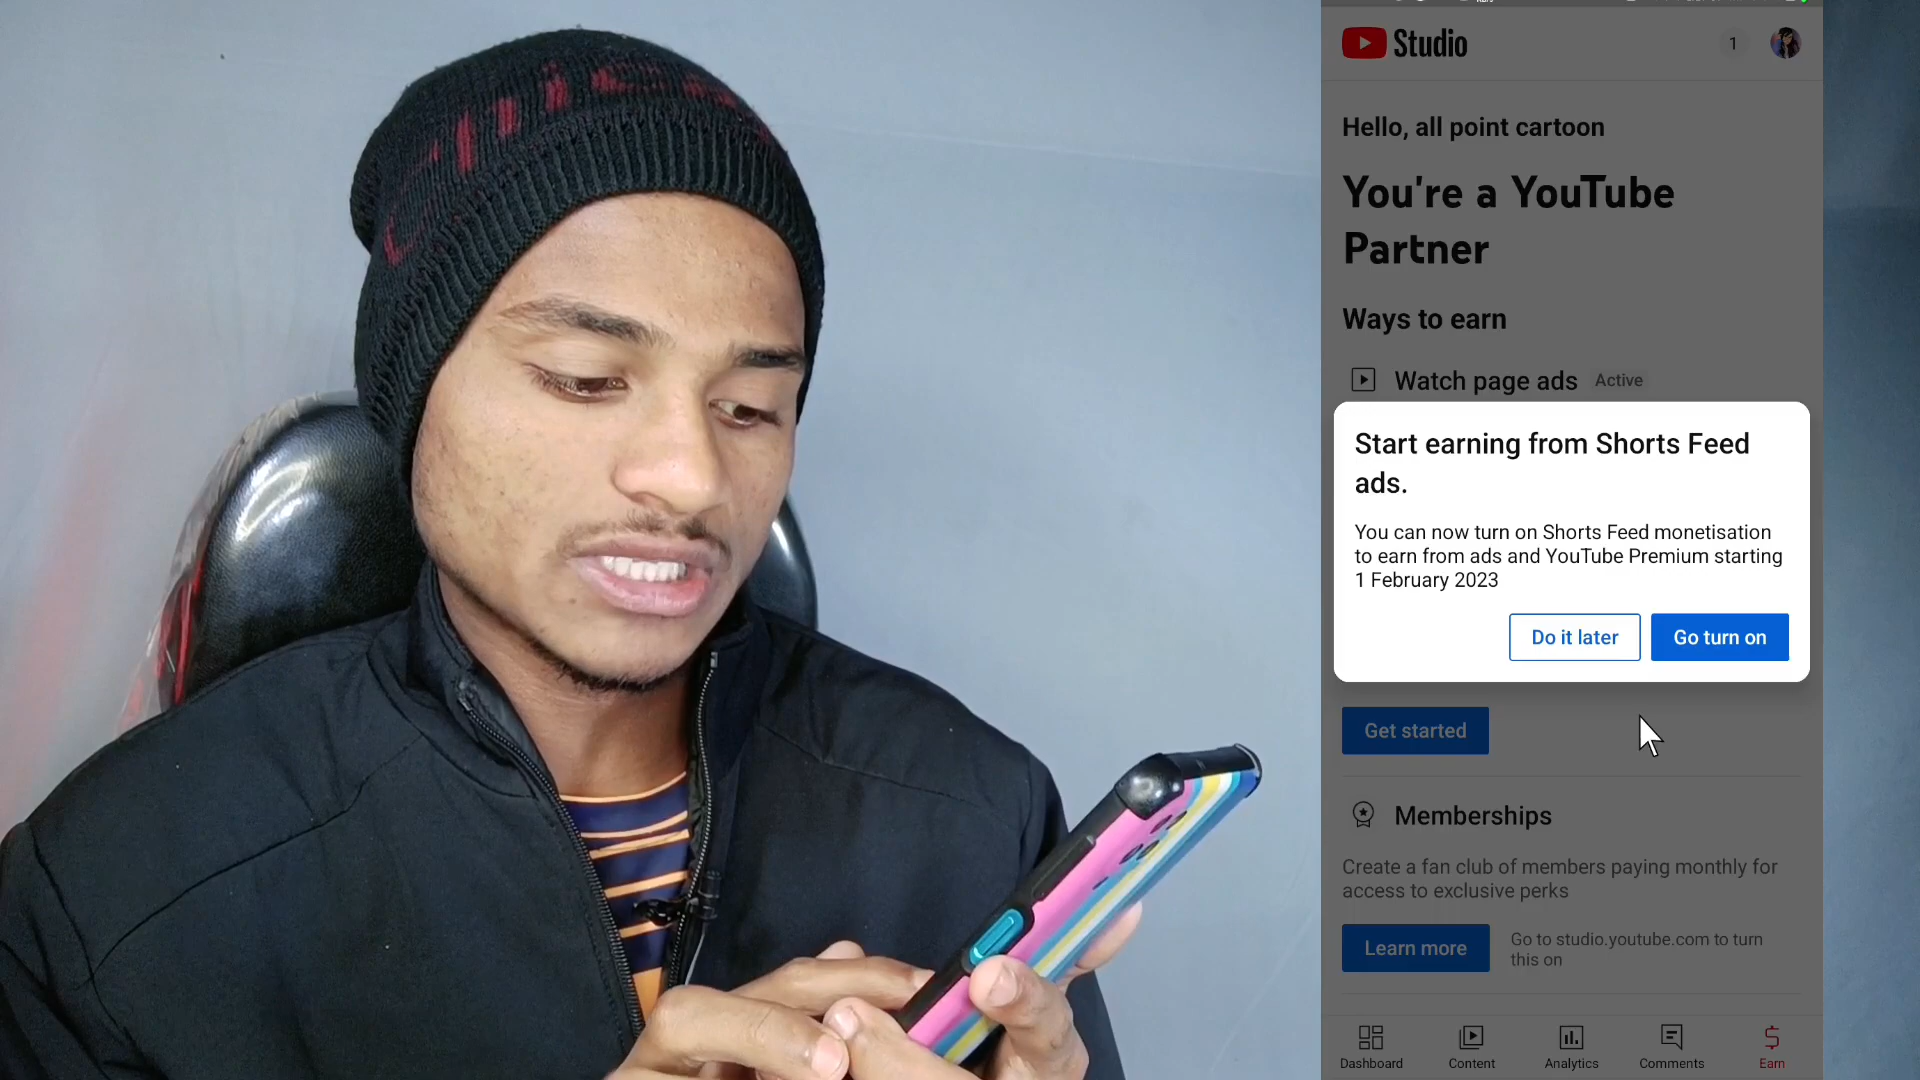 Studio
1
Hello, all point cartoon
You're a YouTube
Partner
Ways to earn
Watch page ads Active
Start earning from Shorts Feed
ads.
You can now turn on Shorts Feed monetisation
to earn from ads and YouTube Premium starting
1 February 2023
Do it later
Go turn on
Get started
Memberships
Create a fan club of members paying monthly for
access to exclusive perks
Learn more
Go to studio.youtube.com to turn
this on
Dashboard
Content
Analytics
Comments
Earn